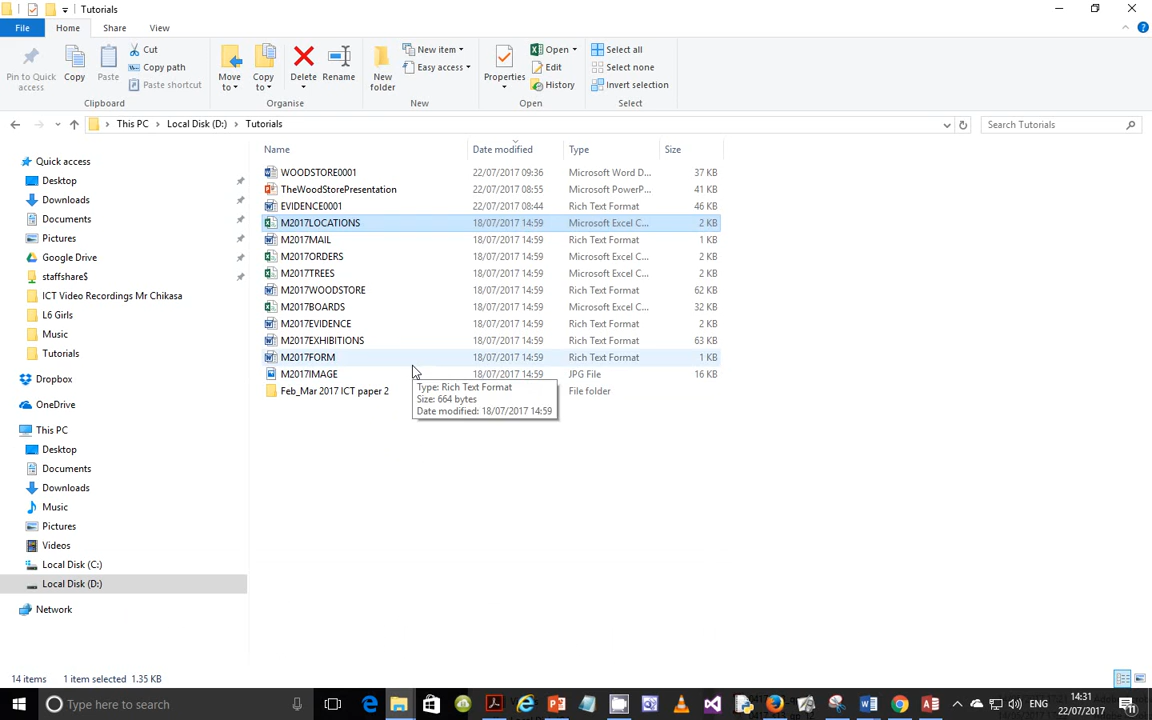 Tutorials
File Home Share View
Pin to Quick access
Copy
Paste
Cut
Copy path
Paste shortcut
Clipboard
Move to
Copy to
Delete
Rename
Organise
New folder
New item
Easy access
New
Properties
Open
Edit
History
Open
Select all
Select none
Invert selection
Select
This PC > Local Disk (D:) > Tutorials
Search Tutorials
Quick access
Desktop
Downloads
Documents
Pictures
Google Drive
staffshare$
ICT Video Recordings Mr Chikasa
L6 Girls
Music
Tutorials
Dropbox
OneDrive
This PC
Desktop
Documents
Downloads
Music
Pictures
Videos
Local Disk (C:)
Local Disk (D:)
Network
Name Date modified Type Size
WOODSTORE0001 22/07/2017 09:36 Microsoft Word D... 37 KB
TheWoodStorePresentation 22/07/2017 08:55 Microsoft PowerP... 41 KB
EVIDENCE0001 22/07/2017 08:44 Rich Text Format 46 KB
M2017LOCATIONS 18/07/2017 14:59 Microsoft Excel C... 2 KB
M2017MAIL 18/07/2017 14:59 Rich Text Format 1 KB
M2017ORDERS 18/07/2017 14:59 Microsoft Excel C... 2 KB
M2017TREES 18/07/2017 14:59 Microsoft Excel C... 2 KB
M2017WOODSTORE 18/07/2017 14:59 Rich Text Format 62 KB
M2017BOARDS 18/07/2017 14:59 Microsoft Excel C... 32 KB
M2017EVIDENCE 18/07/2017 14:59 Rich Text Format 2 KB
M2017EXHIBITIONS 18/07/2017 14:59 Rich Text Format 63 KB
M2017FORM 18/07/2017 14:59 Rich Text Format 1 KB
M2017IMAGE 18/07/2017 14:59 JPG File 16 KB
Feb_Mar 2017 ICT paper 2 File folder
Type: Rich Text Format
Size: 664 bytes
Date modified: 18/07/2017 14:59
14 items 1 item selected 1.35 KB
Type here to search
ENG
14:31
22/07/2017